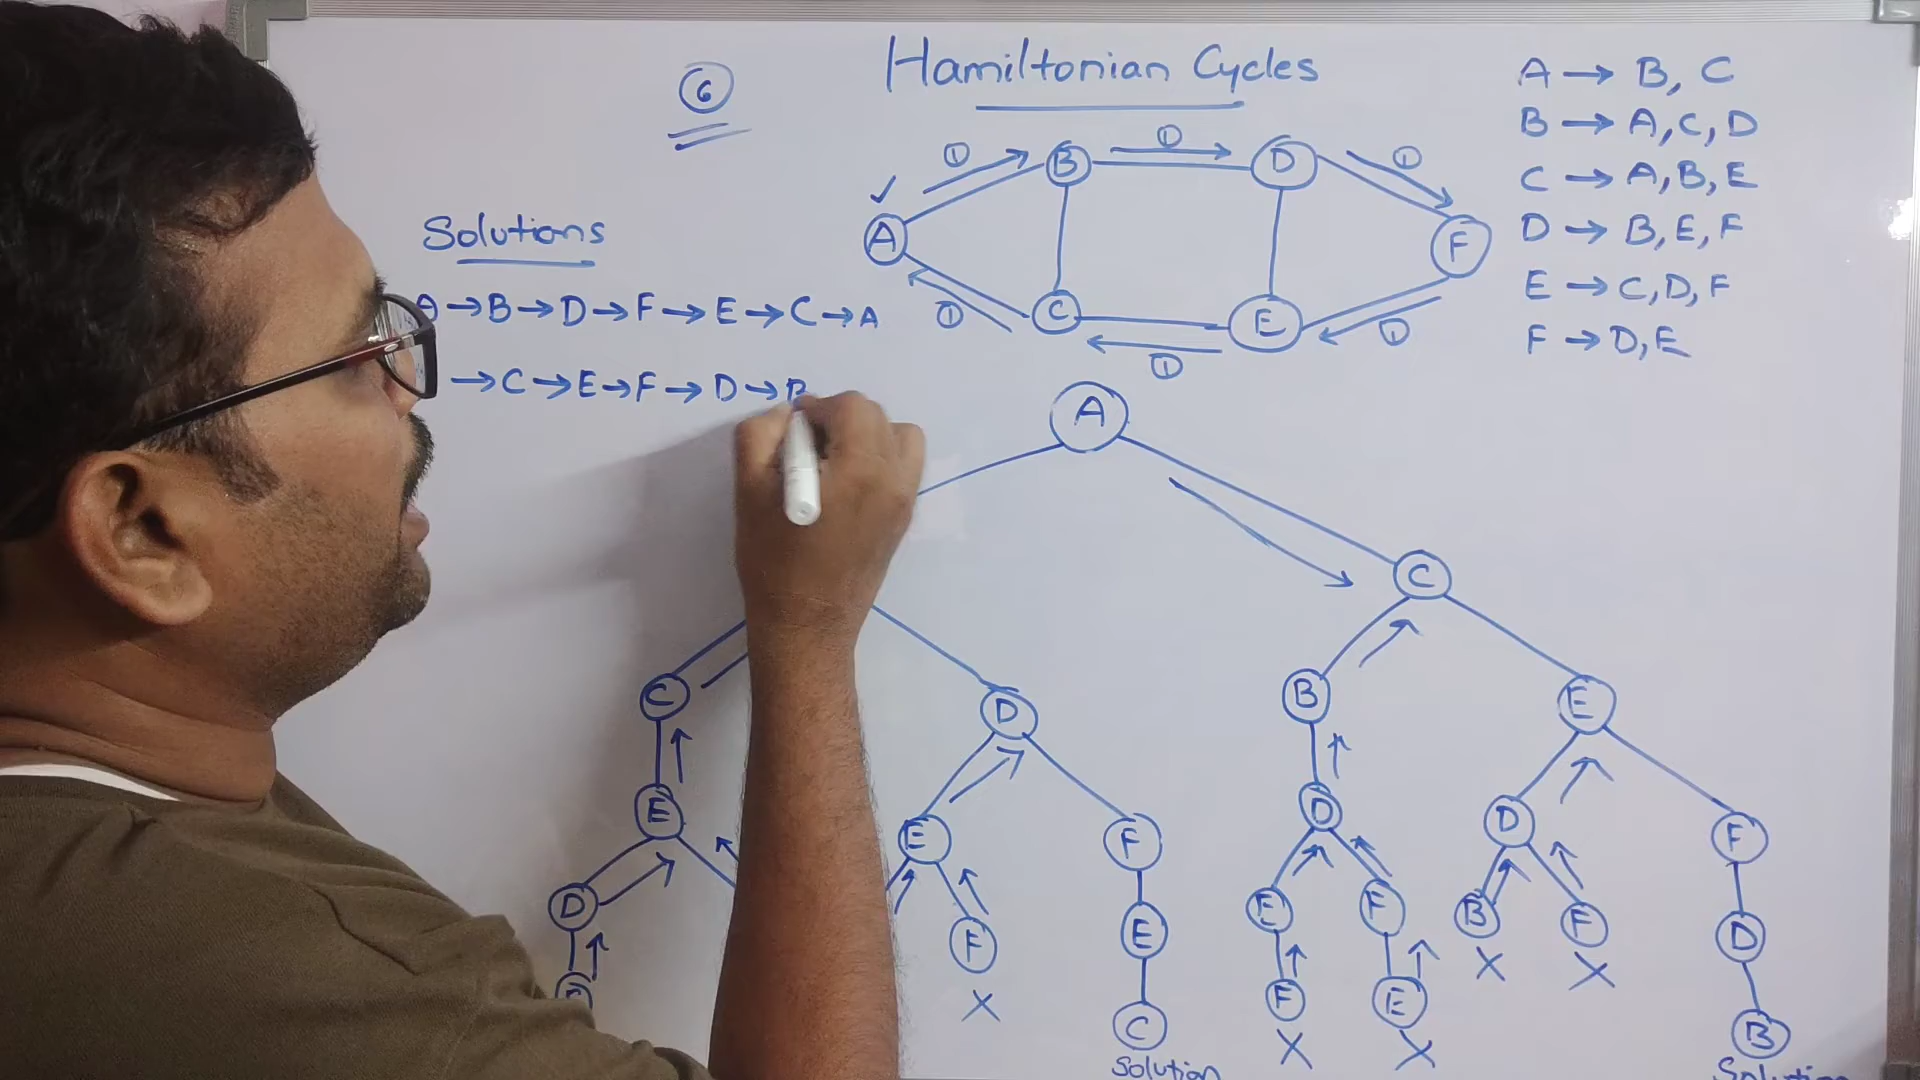 Hamiltonian Cycles
6
A → B, C
B → A, C, D
C → A, B, E
D → B, E, F
E → C, D, F
F → D, E
① ① ①
B D
✓
A F
C E
① ① ①
Solutions
A → B → D → F → E → C → A
→ C → E → F → D → B
A
C
C D B E
E E F D D F
D F E E F B F D
X C F E X X B
Solution X X Solution